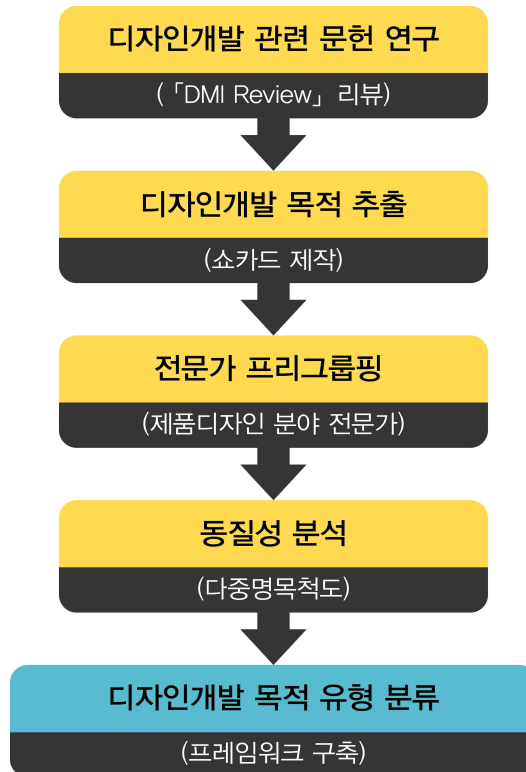 디자인개발 관련 문헌 연구
(「DMI Review」 리뷰)
디자인개발 목적 추출
(쇼카드 제작)
전문가 프리그룹핑
(제품디자인 분야 전문가)
동질성 분석
(다중명목척도)
디자인개발 목적 유형 분류
(프레임워크 구축)